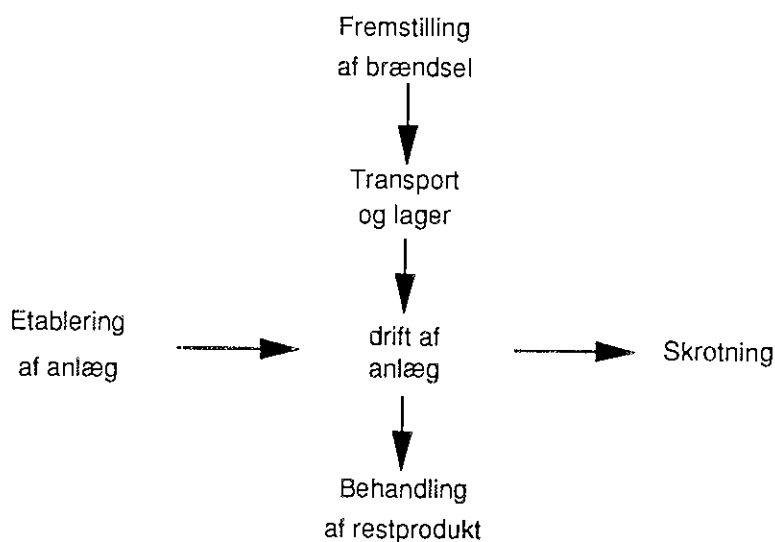 Fremstilling
af brændsel
Transport
og lager
Etablering
af anlæg
drift af
anlæg
Skrotning
Behandling
af restprodukt